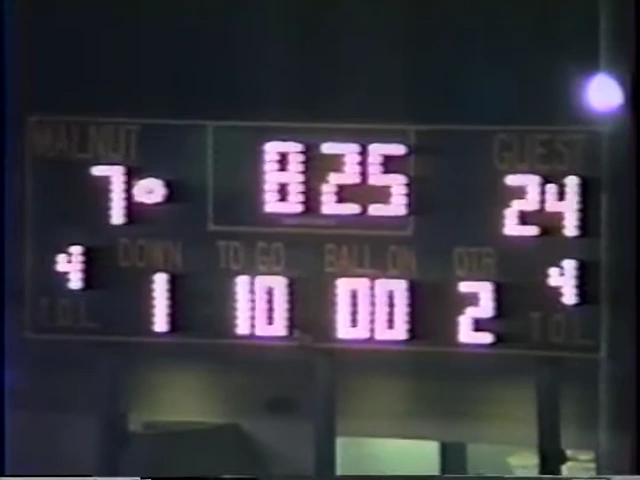 WALNUT GUEST
7 8 25 24
DOWN TO GO BALL ON QTR
4 1 10 00 2 4
T.O.L. T.O.L.